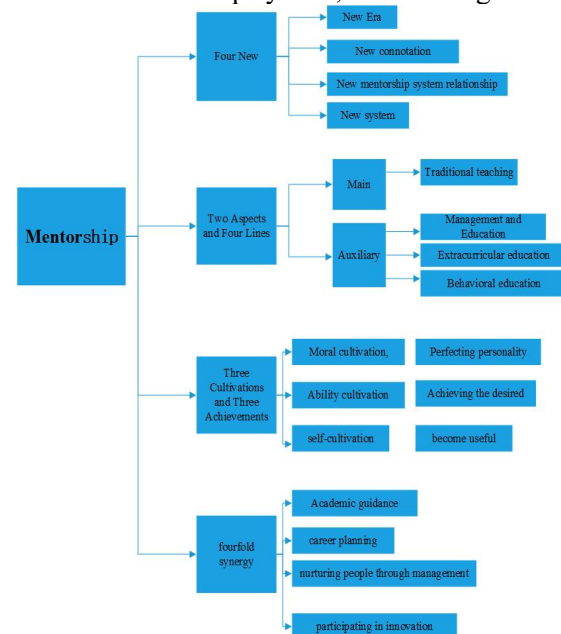 New Era
Four New
New connotation
New mentorship system relationship
New system
Mentorship
Two Aspects
and Four Lines
Main
Traditional teaching
Auxiliary
Management and
Education
Extracurricular education
Behavioral education
Three
Cultivations
and Three
Achievements
Moral cultivation,
Perfecting personality
Ability cultivation
Achieving the desired
self-cultivation
become useful
fourfold
synergy
Academic guidance
career planning
nurturing people through management
participating in innovation